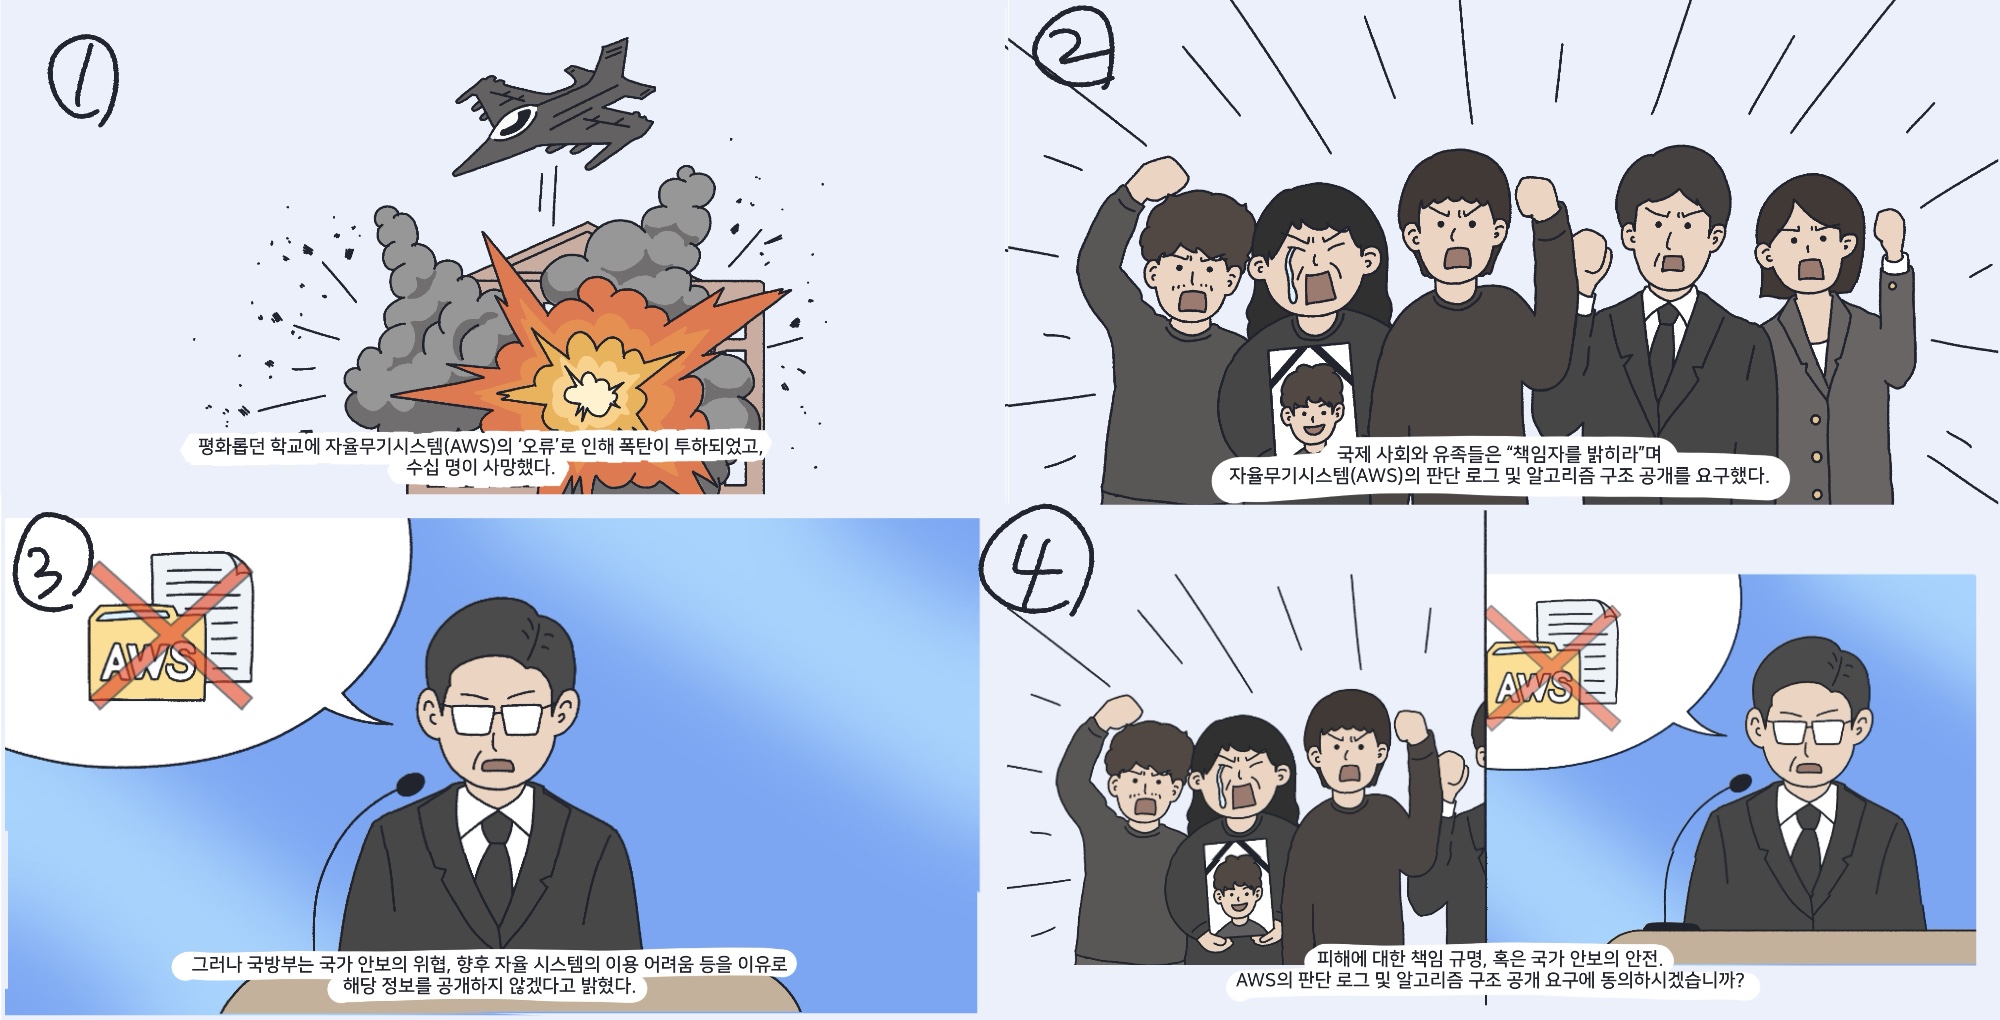 ①
평화롭던 학교에 자율무기시스템(AWS)의 ‘오류’로 인해 폭탄이 투하되었고,
수십 명이 사망했다.
②
국제 사회와 유족들은 “책임자를 밝히라”며
자율무기시스템(AWS)의 판단 로그 및 알고리즘 구조 공개를 요구했다.
③
AWS
그러나 국방부는 국가 안보의 위협, 향후 자율 시스템의 이용 어려움 등을 이유로
해당 정보를 공개하지 않겠다고 밝혔다.
④
AWS
피해에 대한 책임 규명, 혹은 국가 안보의 안전.
AWS의 판단 로그 및 알고리즘 구조 공개 요구에 동의하시겠습니까?